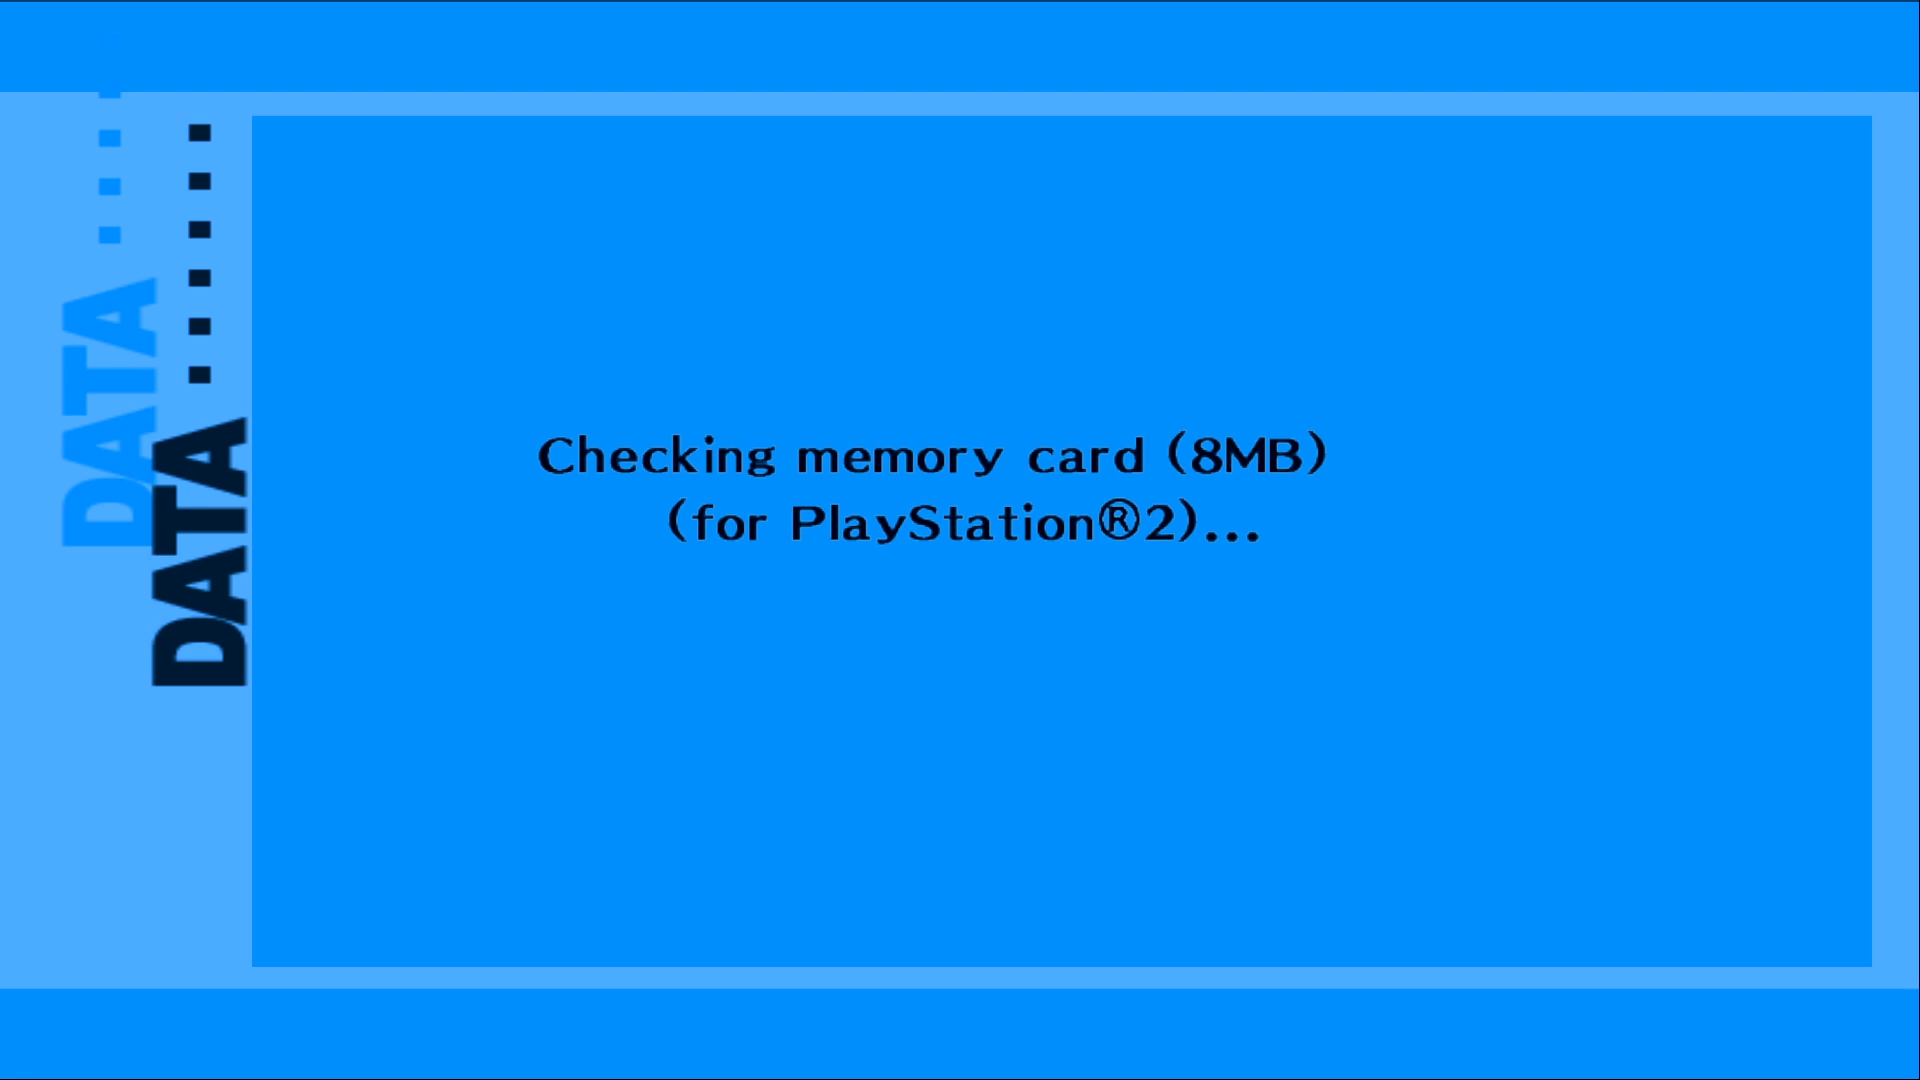 DATA ......
DATA ....
Checking memory card (8MB)
(for PlayStation®2)...